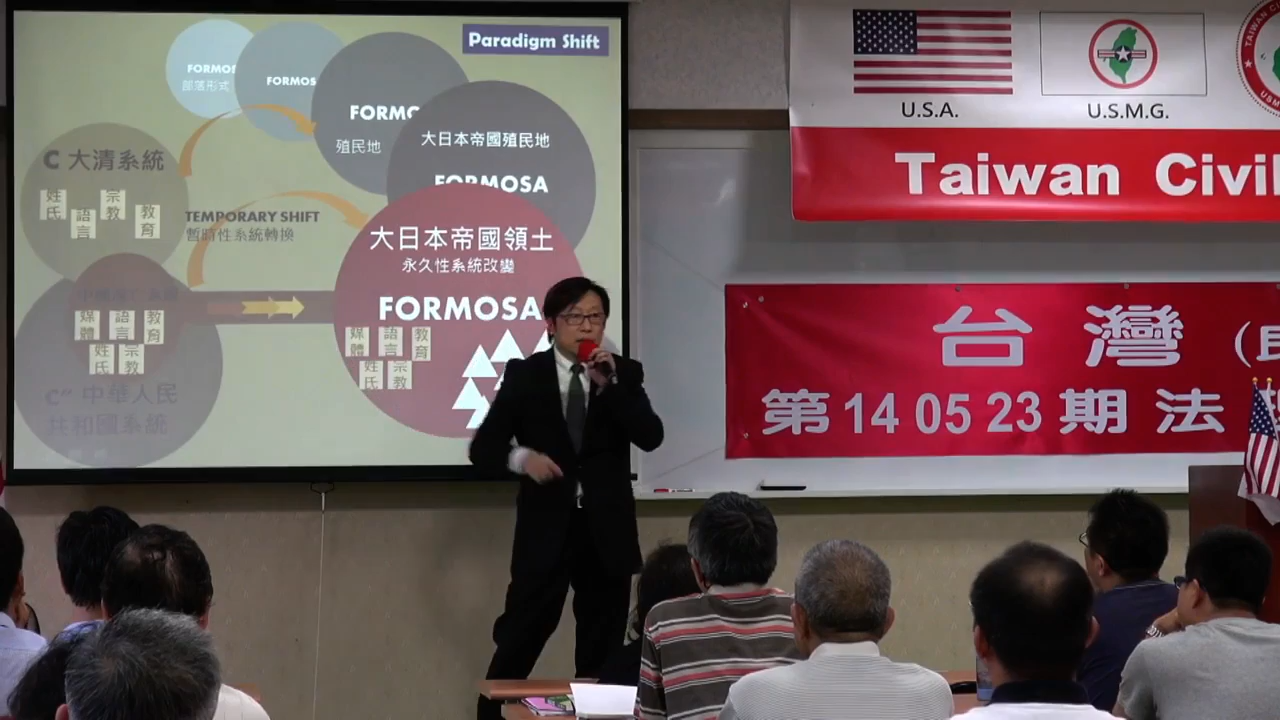 Paradigm Shift
FORMOS
部落形式
FORMOS
FORMO
殖民地
大日本帝國殖民地
FORMOSA
C 大清系統
姓氏
語言
宗教
教育
TEMPORARY SHIFT
暫時性系統轉換
大日本帝國領土
永久性系統改變
FORMOSA
媒體
語言
教育
姓氏
宗教
媒體
語言
教育
姓氏
宗教
C" 中華人民
共和國系統
U.S.A.
U.S.M.G.
Taiwan Civil
台灣（民
第 14 05 23 期 法